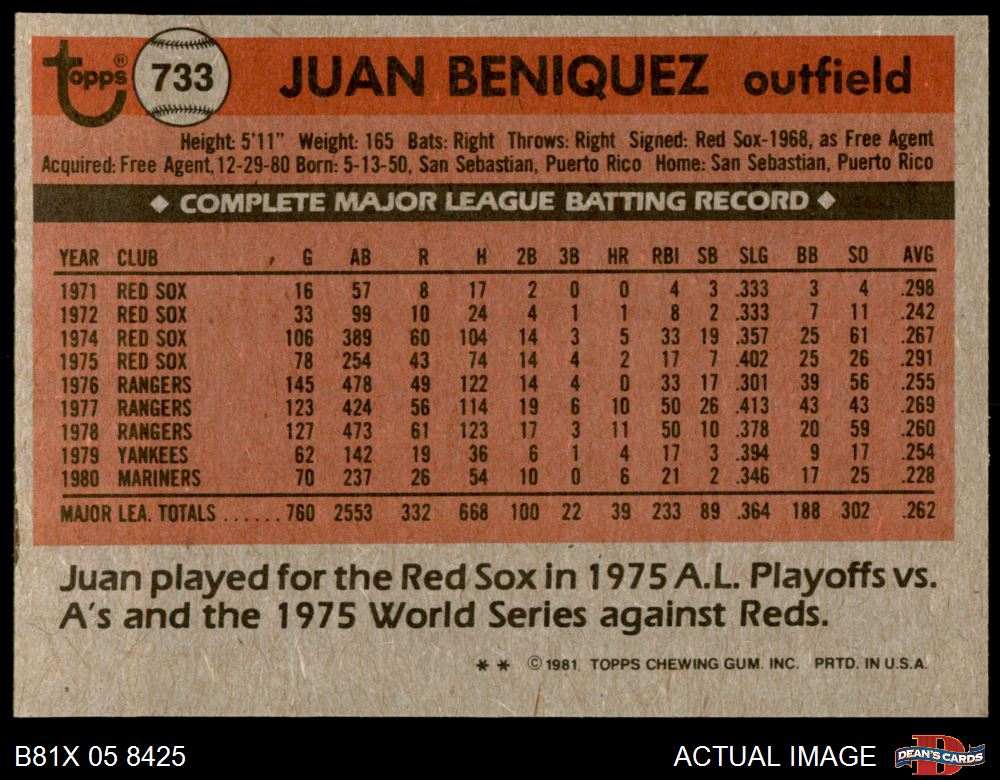 Topps® 733 JUAN BENIQUEZ outfield
Height: 5'11" Weight: 165 Bats: Right Throws: Right Signed: Red Sox-1968, as Free Agent
Acquired: Free Agent, 12-29-80 Born: 5-13-50, San Sebastian, Puerto Rico Home: San Sebastian, Puerto Rico
◆ COMPLETE MAJOR LEAGUE BATTING RECORD ◆
YEAR CLUB G AB R H 2B 3B HR RBI SB SLG BB SO AVG
1971 RED SOX 16 57 8 17 2 0 0 4 3 .333 3 4 .298
1972 RED SOX 33 99 10 24 4 1 1 8 2 .333 7 11 .242
1974 RED SOX 106 389 60 104 14 3 5 33 19 .357 25 61 .267
1975 RED SOX 78 254 43 74 14 4 2 17 7 .402 25 26 .291
1976 RANGERS 145 478 49 122 14 4 0 33 17 .301 39 56 .255
1977 RANGERS 123 424 56 114 19 6 10 50 26 .413 43 43 .269
1978 RANGERS 127 473 61 123 17 3 11 50 10 .378 20 59 .260
1979 YANKEES 62 142 19 36 6 1 4 17 3 .394 9 17 .254
1980 MARINERS 70 237 26 54 10 0 6 21 2 .346 17 25 .228
MAJOR LEA. TOTALS ......760 2553 332 668 100 22 39 233 89 .364 188 302 .262
Juan played for the Red Sox in 1975 A.L. Playoffs vs.
A's and the 1975 World Series against Reds.
** ©1981 TOPPS CHEWING GUM. INC. PRTD. IN U.S.A.
B81X 05 8425 ACTUAL IMAGE DEAN'S CARDS